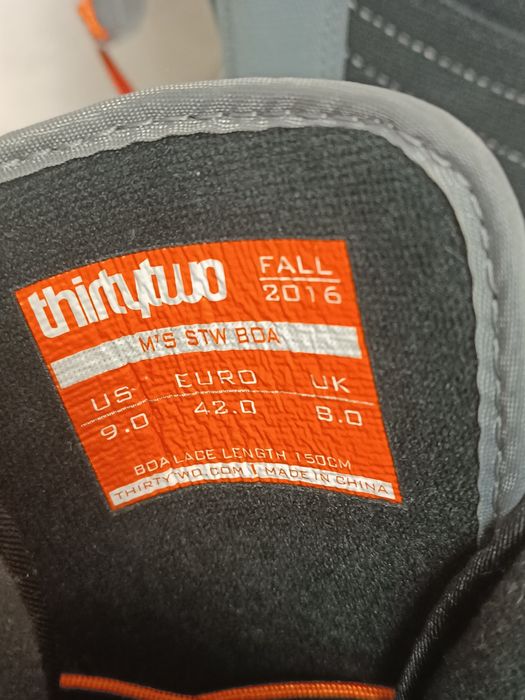 thirtytwo
FALL
2016
M'S STW BOA
US EURO UK
9.0 42.0 8.0
BOA LACE LENGTH 150CM
THIRTYTWO.COM | MADE IN CHINA